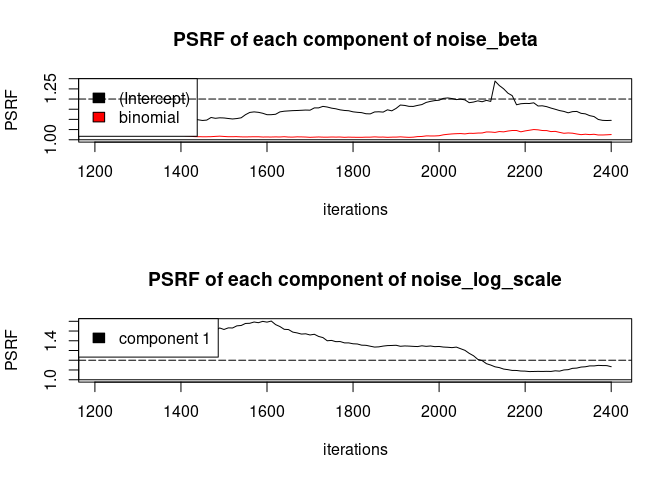 PSRF of each component of noise_beta
PSRF
1.00 1.25
(Intercept)
binomial
1200 1400 1600 1800 2000 2200 2400
iterations
PSRF of each component of noise_log_scale
PSRF
1.0 1.4
component 1
1200 1400 1600 1800 2000 2200 2400
iterations